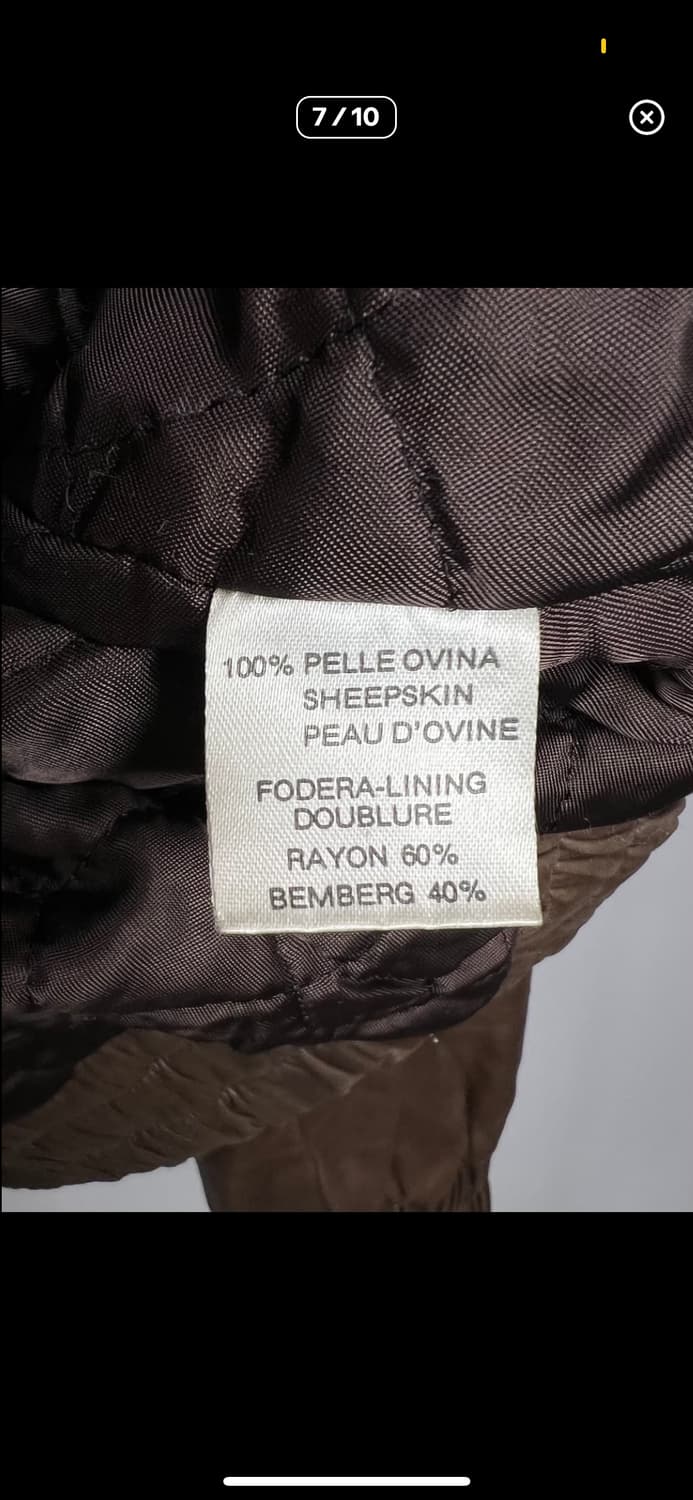 7/10
100% PELLE OVINA
SHEEPSKIN
PEAU D'OVINE
FODERA-LINING
DOUBLURE
RAYON 60%
BEMBERG 40%